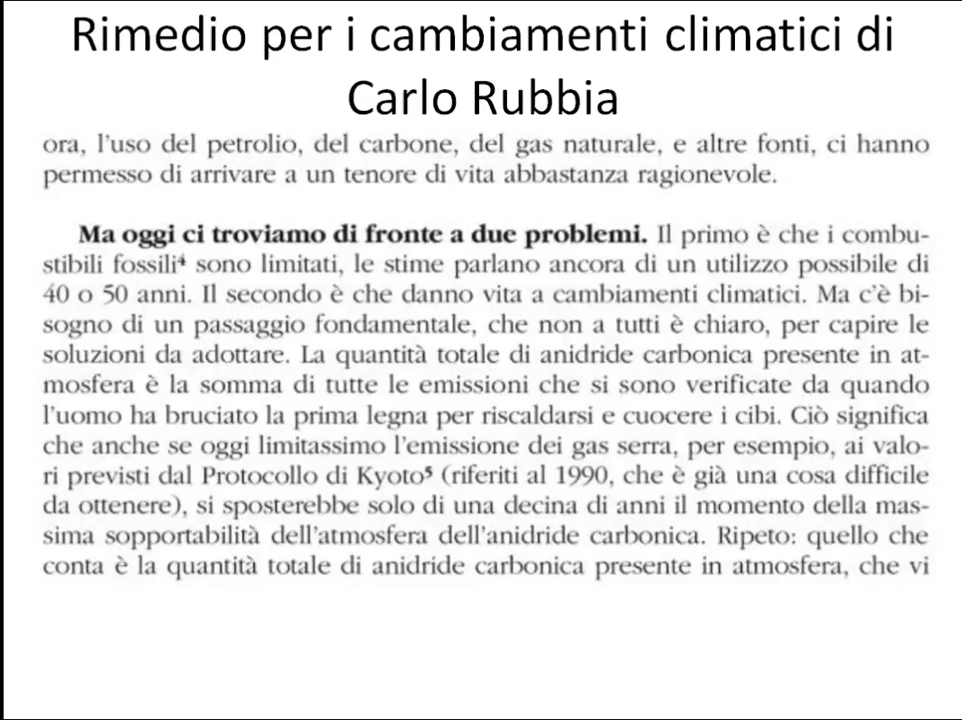 Rimedio per i cambiamenti climatici di
Carlo Rubbia
ora, l'uso del petrolio, del carbone, del gas naturale, e altre fonti, ci hanno
permesso di arrivare a un tenore di vita abbastanza ragionevole.
Ma oggi ci troviamo di fronte a due problemi. Il primo è che i combu-
stibili fossili⁴ sono limitati, le stime parlano ancora di un utilizzo possibile di
40 o 50 anni. Il secondo è che danno vita a cambiamenti climatici. Ma c'è bi-
sogno di un passaggio fondamentale, che non a tutti è chiaro, per capire le
soluzioni da adottare. La quantità totale di anidride carbonica presente in at-
mosfera è la somma di tutte le emissioni che si sono verificate da quando
l'uomo ha bruciato la prima legna per riscaldarsi e cuocere i cibi. Ciò significa
che anche se oggi limitassimo l'emissione dei gas serra, per esempio, ai valo-
ri previsti dal Protocollo di Kyoto⁵ (riferiti al 1990, che è già una cosa difficile
da ottenere), si sposterebbe solo di una decina di anni il momento della mas-
sima sopportabilità dell'atmosfera dell'anidride carbonica. Ripeto: quello che
conta è la quantità totale di anidride carbonica presente in atmosfera, che vi